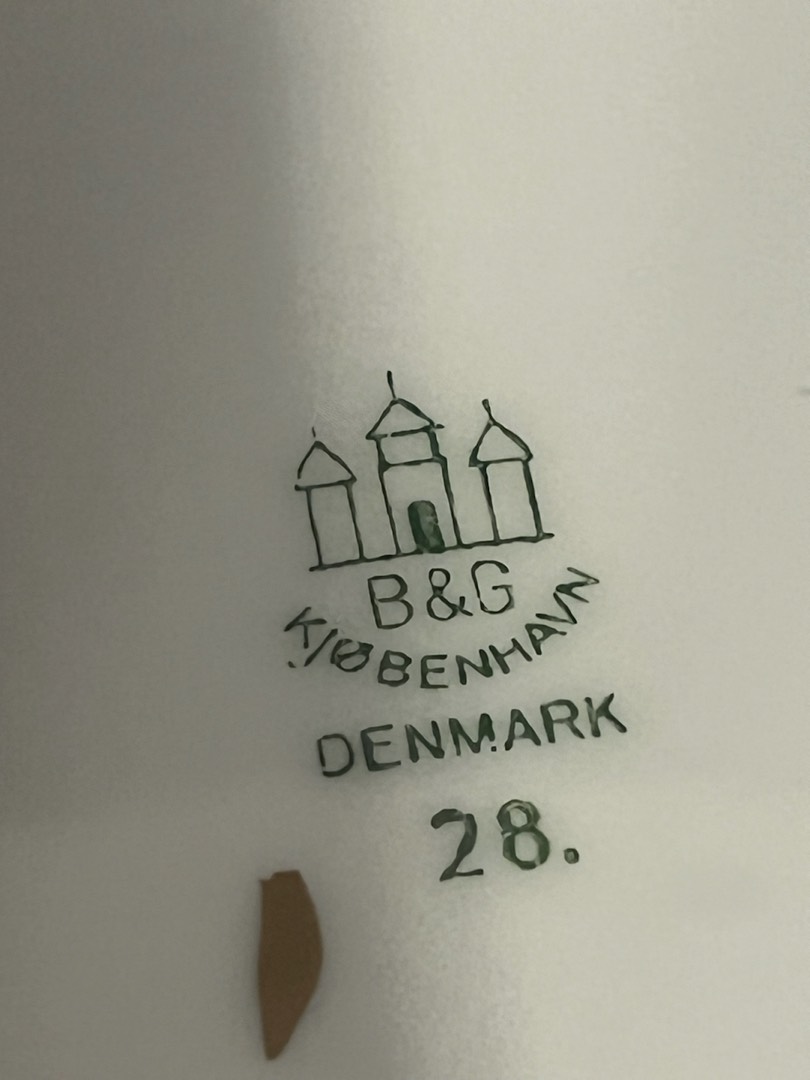 B&G
KJØBENHAVN
DENMARK
28.